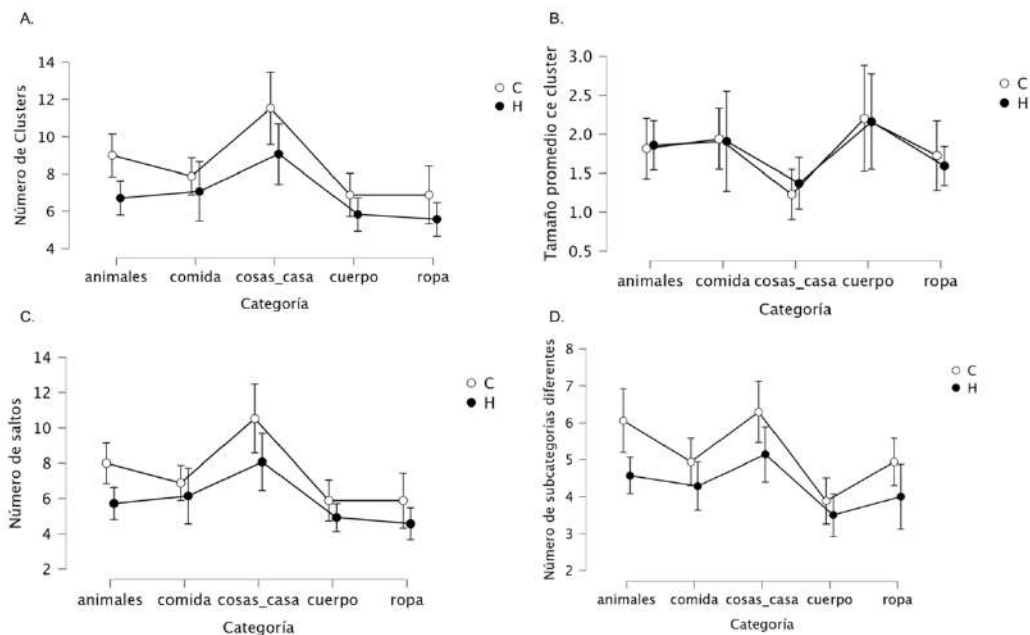 A.
Número de Clusters
14
12
10
8
6
4
animales comida cosas_casa cuerpo ropa
Categoría
C
H
B.
Tamaño promedio ce cluster
3.0
2.5
2.0
1.5
1.0
0.5
animales comida cosas_casa cuerpo ropa
Categoría
C
H
C.
Número de saltos
14
12
10
8
6
4
2
animales comida cosas_casa cuerpo ropa
Categoría
C
H
D.
Número de subcategorías diferentes
8
7
6
5
4
3
2
animales comida cosas_casa cuerpo ropa
Categoría
C
H